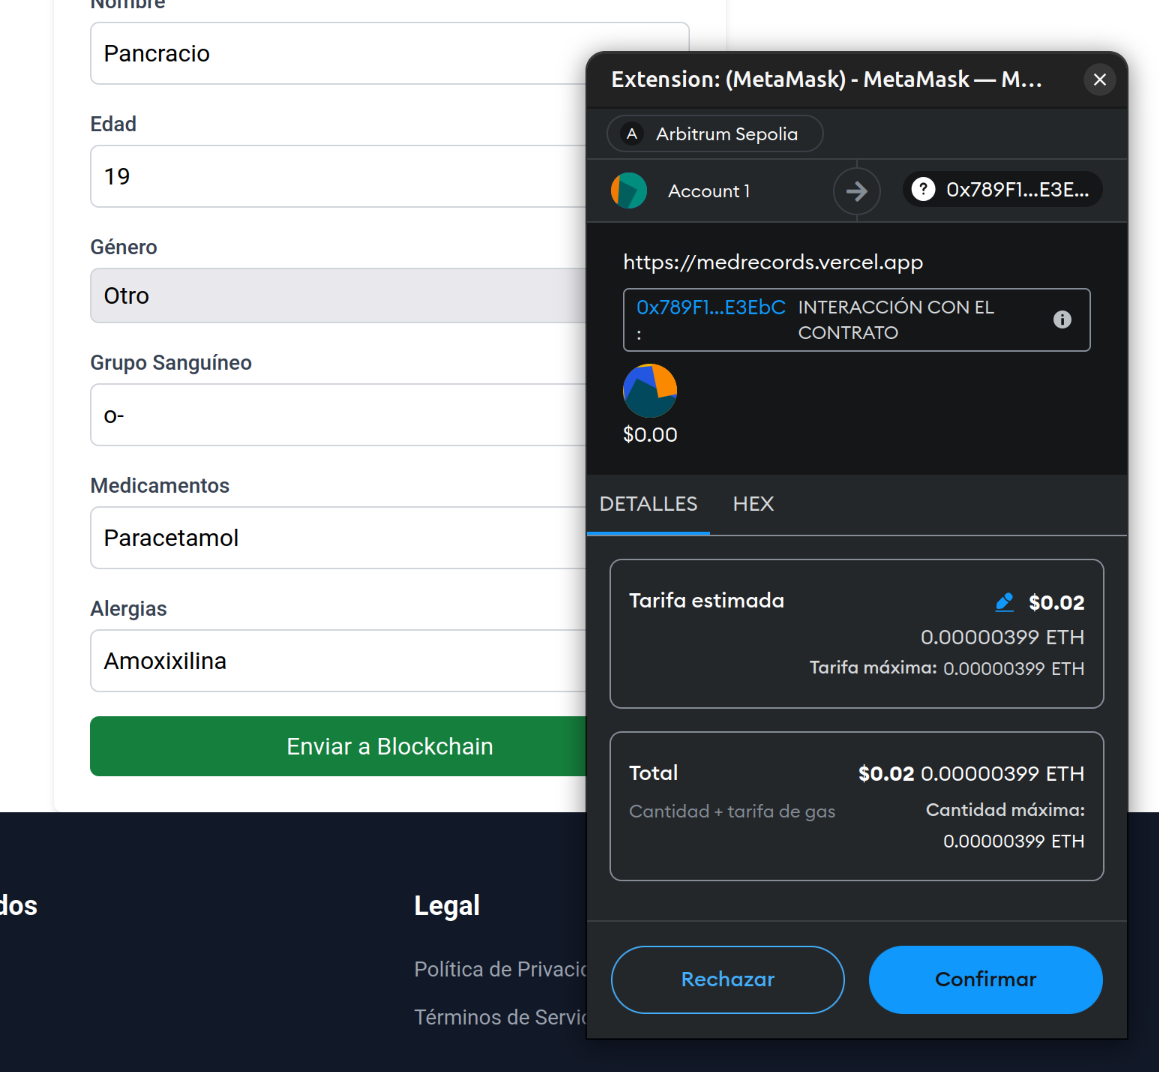 Nombre
Pancracio
Edad
19
Género
Otro
Grupo Sanguíneo
o-
Medicamentos
Paracetamol
Alergias
Amoxixilina
Enviar a Blockchain
dos
Legal
Política de Privacid
Términos de Servic
Extension: (MetaMask) - MetaMask — M...
A Arbitrum Sepolia
Account 1
? 0x789F1...E3E...
https://medrecords.vercel.app
0x789F1...E3EbC INTERACCIÓN CON EL
: CONTRATO
$0.00
DETALLES HEX
Tarifa estimada $0.02
0.00000399 ETH
Tarifa máxima: 0.00000399 ETH
Total $0.02 0.00000399 ETH
Cantidad + tarifa de gas Cantidad máxima:
0.00000399 ETH
Rechazar Confirmar